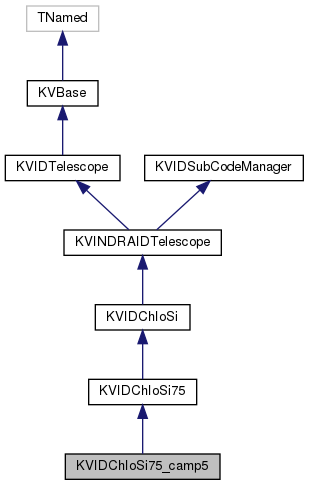 TNamed
KVBase
KVIDTelescope
KVIDSubCodeManager
KVINDRAIDTelescope
KVIDChIoSi
KVIDChIoSi75
KVIDChIoSi75_camp5